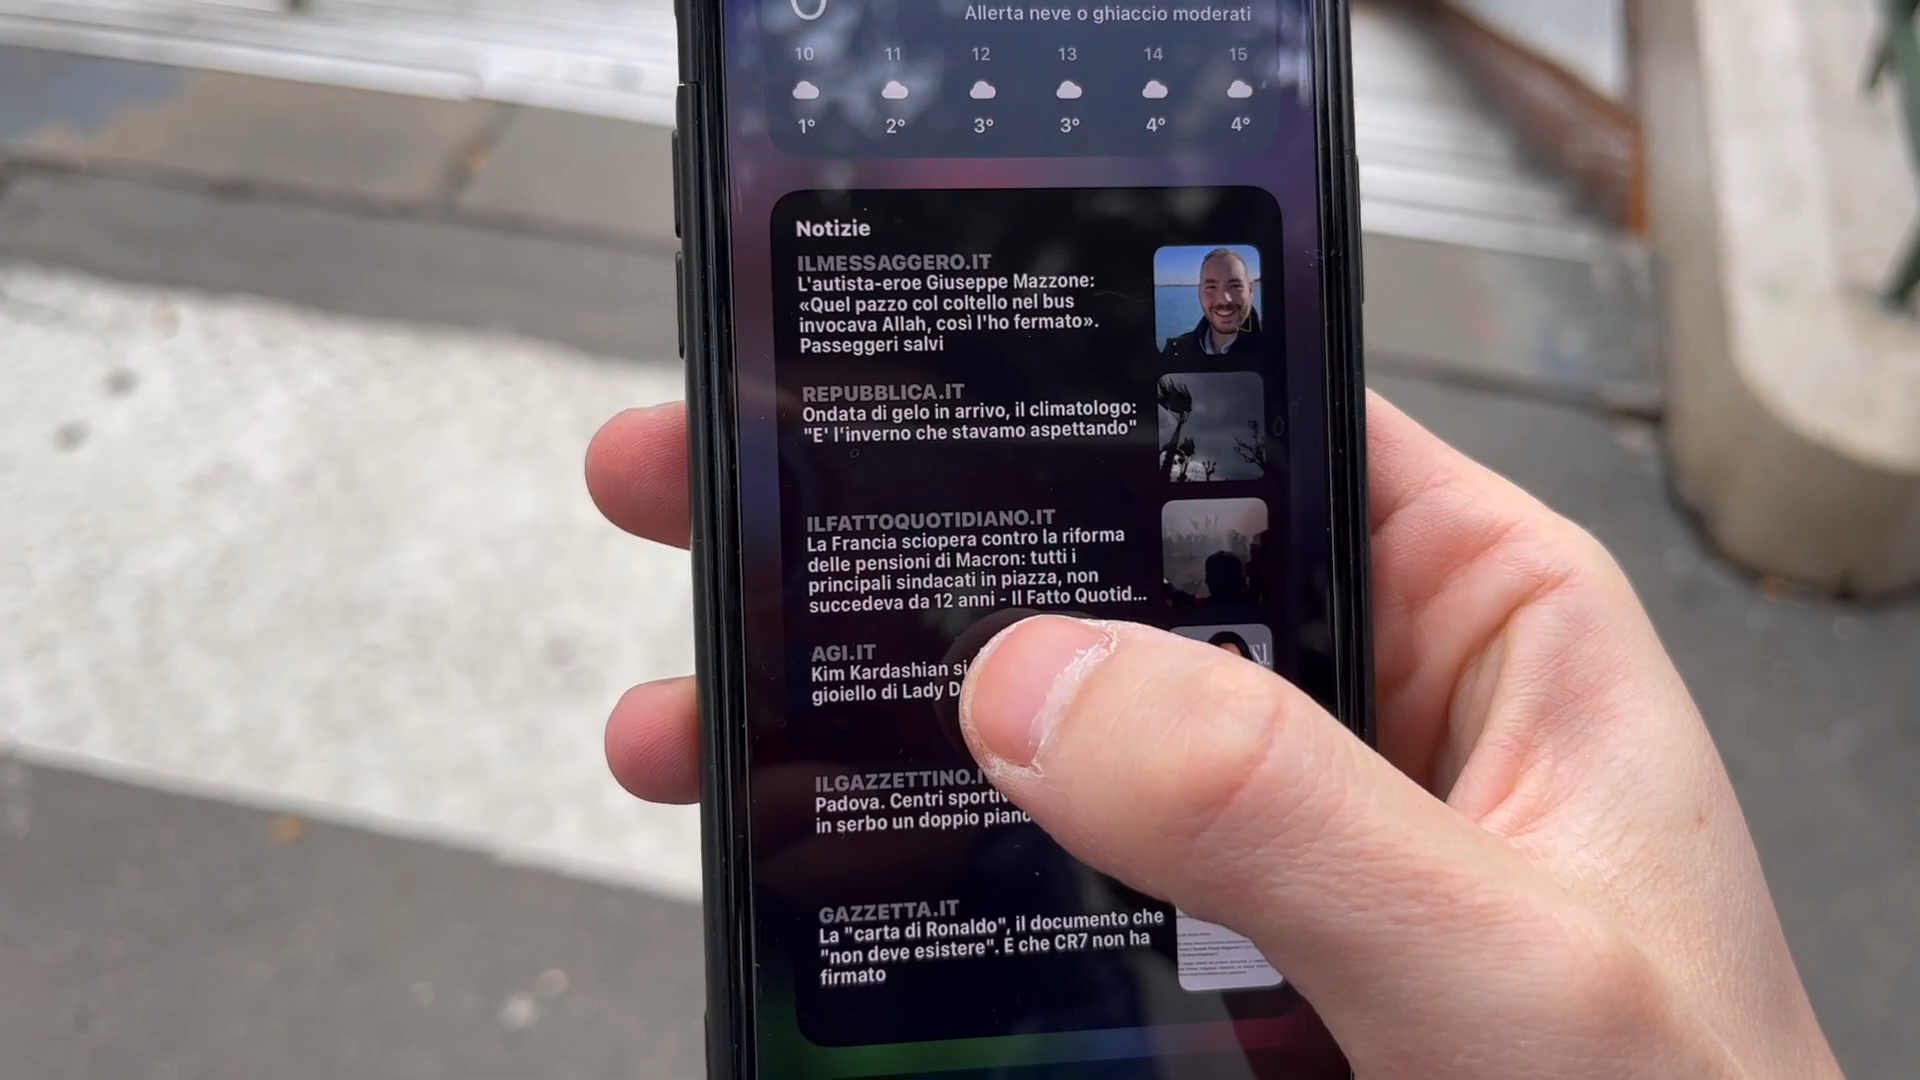 Allerta neve o ghiaccio moderati
10 11 12 13 14 15
1° 2° 3° 3° 4° 4°
Notizie
ILMESSAGGERO.IT
L'autista-eroe Giuseppe Mazzone:
«Quel pazzo col coltello nel bus
invocava Allah, così l'ho fermato».
Passeggeri salvi
REPUBBLICA.IT
Ondata di gelo in arrivo, il climatologo:
"E' l'inverno che stavamo aspettando"
ILFATTOQUOTIDIANO.IT
La Francia sciopera contro la riforma
delle pensioni di Macron: tutti i
principali sindacati in piazza, non
succedeva da 12 anni - Il Fatto Quotid...
AGI.IT
Kim Kardashian si
gioiello di Lady
ILGAZZETTINO.
Padova. Centri
in serbo un doppio
GAZZETTA.IT
La "carta di Ronaldo", il documento che
"non deve esistere". E che CR7 non ha
firmato